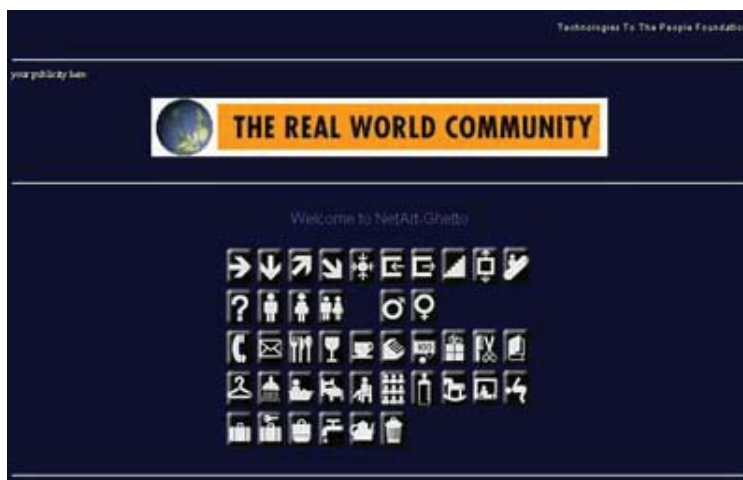 Technologies To The People Foundatio
your publicity here
THE REAL WORLD COMMUNITY
Welcome to NetArt-Ghetto
?